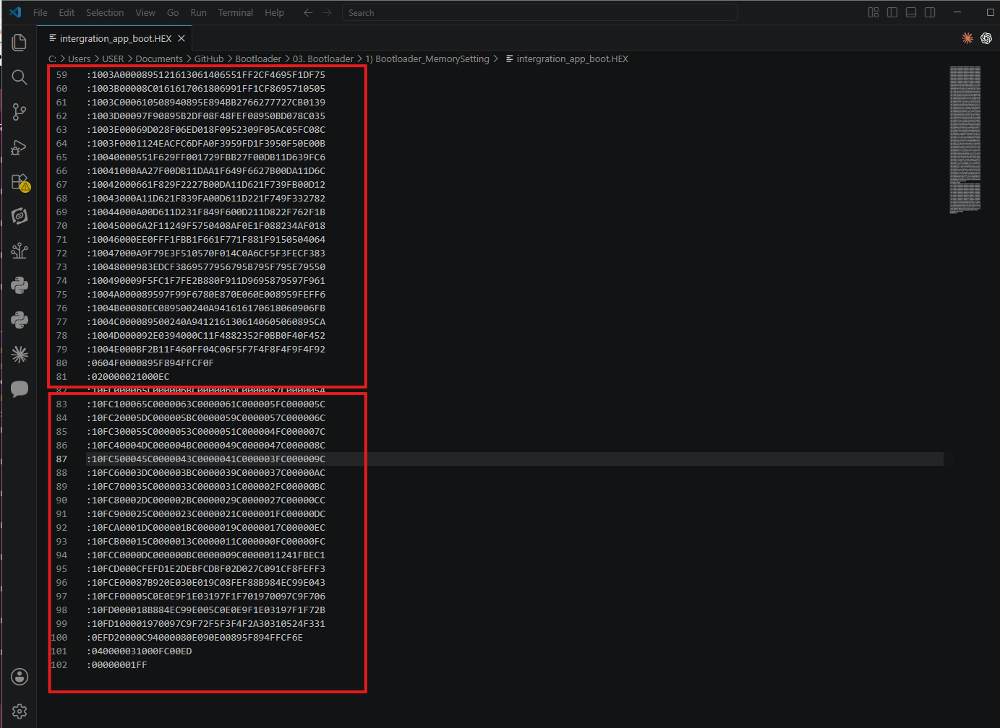 File Edit Selection View Go Run Terminal Help Search
intergration_app_boot.HEX
C: > Users > USER > Documents > GitHub > Bootloader > 03. Bootloader > 1) Bootloader_MemorySetting > intergration_app_boot.HEX
59 :1003A0000895121613061406551FF2CF4695F1DF75
60 :1003B00008C0161617061806991FF1CF8695710505
61 :1003C000610508940895E894BB2766277727CB0139
62 :1003D00097F90895B2DF08F48FEF08950BD078C035
63 :1003E00069D028F06ED018F0952309F05AC05FC08C
64 :1003F0001124EACFC6DFA0F3959FD1F3950F50E00B
65 :10040000551F629FF001729FBB27F00DB11D639FC6
66 :10041000AA27F00DB11DAA1F649F6627B00DA11D6C
67 :10042000661F829F2227B00DA11D621F739FB00D12
68 :10043000A11D621F839FA00D611D221F749F332782
69 :10044000A00D611D231F849F600D211D822F762F1B
70 :100450006A2F11249F5750408AF0E1F088234AF018
71 :10046000EE0FFF1FBB1F661F771F881F9150504064
72 :10047000A9F79E3F510570F014C0A6CF5F3FECF383
73 :10048000983EDCF3869577956795B795F795E79550
74 :100490009F5FC1F7FE2B880F911D9695879597F961
75 :1004A000089597F99F6780E870E060E008959FEFF6
76 :1004B00080EC089500240A941616170618060906FB
77 :1004C000089500240A9412161306140605060895CA
78 :1004D000092E0394000C11F4882352F0BB0F40F452
79 :1004E000BF2B11F460FF04C06F5F7F4F8F4F9F4F92
80 :0604F0000895F894FFCF0F
81 :020000021000EC
82 :10FC000065C000006BC0000069C0000067C0000054
83 :10FC100065C0000063C0000061C000005FC000005C
84 :10FC20005DC000005BC0000059C0000057C000006C
85 :10FC300055C0000053C0000051C000004FC000007C
86 :10FC40004DC000004BC0000049C0000047C000008C
87 :10FC500045C0000043C0000041C000003FC000009C
88 :10FC60003DC000003BC0000039C0000037C00000AC
89 :10FC700035C0000033C0000031C000002FC00000BC
90 :10FC80002DC000002BC0000029C0000027C00000CC
91 :10FC900025C0000023C0000021C000001FC00000DC
92 :10FCA0001DC000001BC0000019C0000017C00000EC
93 :10FCB00015C0000013C0000011C000000FC00000FC
94 :10FCC0000DC000000BC0000009C0000011241FBEC1
95 :10FCD000CFEFD1E2DEBFCDBF02D027C091CF8FEFF3
96 :10FCE00087B920E030E019C08FEF88B984EC99E043
97 :10FCF00005C0E0E9F1E03197F1F701970097C9F706
98 :10FD000018B884EC99E005C0E0E9F1E03197F1F72B
99 :10FD100001970097C9F72F5F3F4F2A30310524F331
100 :0EFD20000C94000080E090E00895F894FFCF6E
101 :040000031000FC00ED
102 :00000001FF